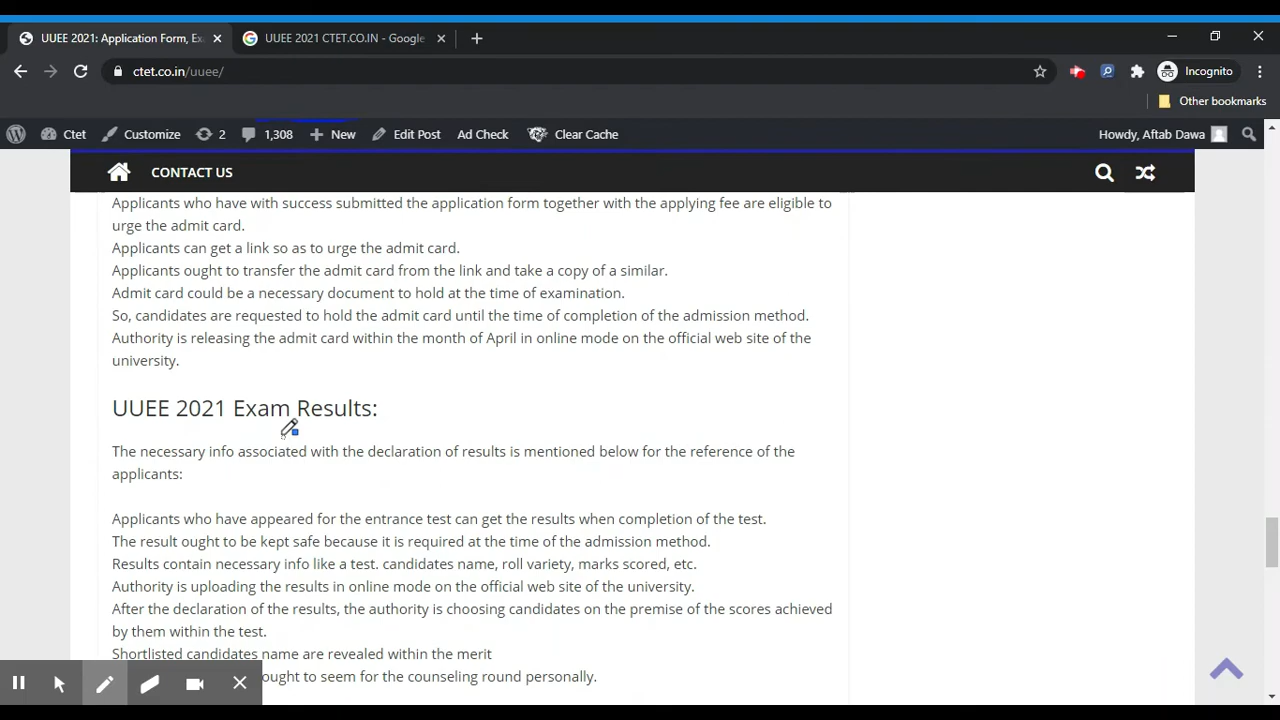 UUEE 2021: Application Form, Ex
UUEE 2021 CTET.CO.IN - Google
ctet.co.in/uuee/
Incognito
Other bookmarks
Ctet
Customize
2
1,308
New
Edit Post
Ad Check
Clear Cache
Howdy, Aftab Dawa
CONTACT US
Applicants who have with success submitted the application form together with the applying fee are eligible to
urge the admit card.
Applicants can get a link so as to urge the admit card.
Applicants ought to transfer the admit card from the link and take a copy of a similar.
Admit card could be a necessary document to hold at the time of examination.
So, candidates are requested to hold the admit card until the time of completion of the admission method.
Authority is releasing the admit card within the month of April in online mode on the official web site of the
university.
UUEE 2021 Exam Results:
The necessary info associated with the declaration of results is mentioned below for the reference of the
applicants:
Applicants who have appeared for the entrance test can get the results when completion of the test.
The result ought to be kept safe because it is required at the time of the admission method.
Results contain necessary info like a test. candidates name, roll variety, marks scored, etc.
Authority is uploading the results in online mode on the official web site of the university.
After the declaration of the results, the authority is choosing candidates on the premise of the scores achieved
by them within the test.
Shortlisted candidates name are revealed within the merit
ought to seem for the counseling round personally.